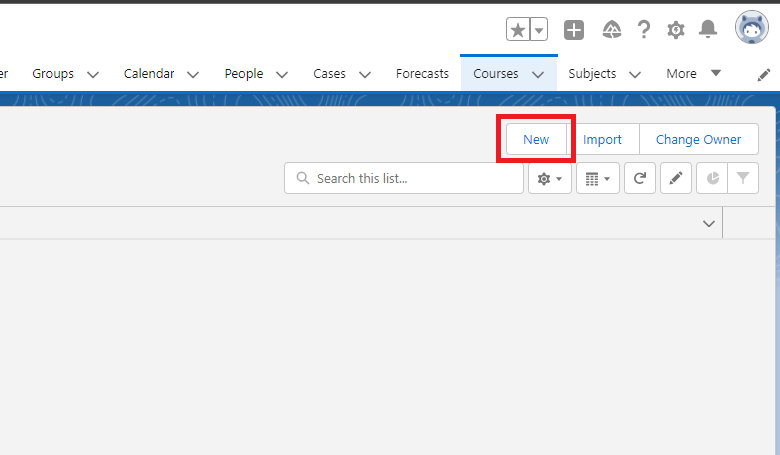 er Groups Calendar People Cases Forecasts Courses Subjects More
New Import Change Owner
Search this list...